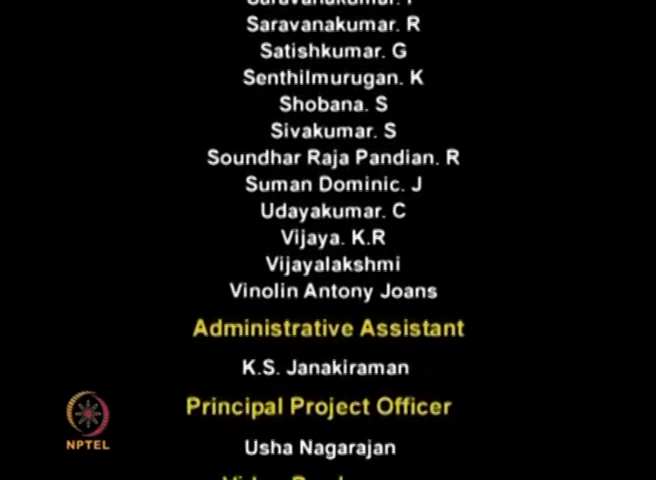 Saravanakumar. R
Satishkumar. G
Senthilmurugan. K
Shobana. S
Sivakumar. S
Soundhar Raja Pandian. R
Suman Dominic. J
Udayakumar. C
Vijaya. K.R
Vijayalakshmi
Vinolin Antony Joans
Administrative Assistant
K.S. Janakiraman
Principal Project Officer
NPTEL
Usha Nagarajan